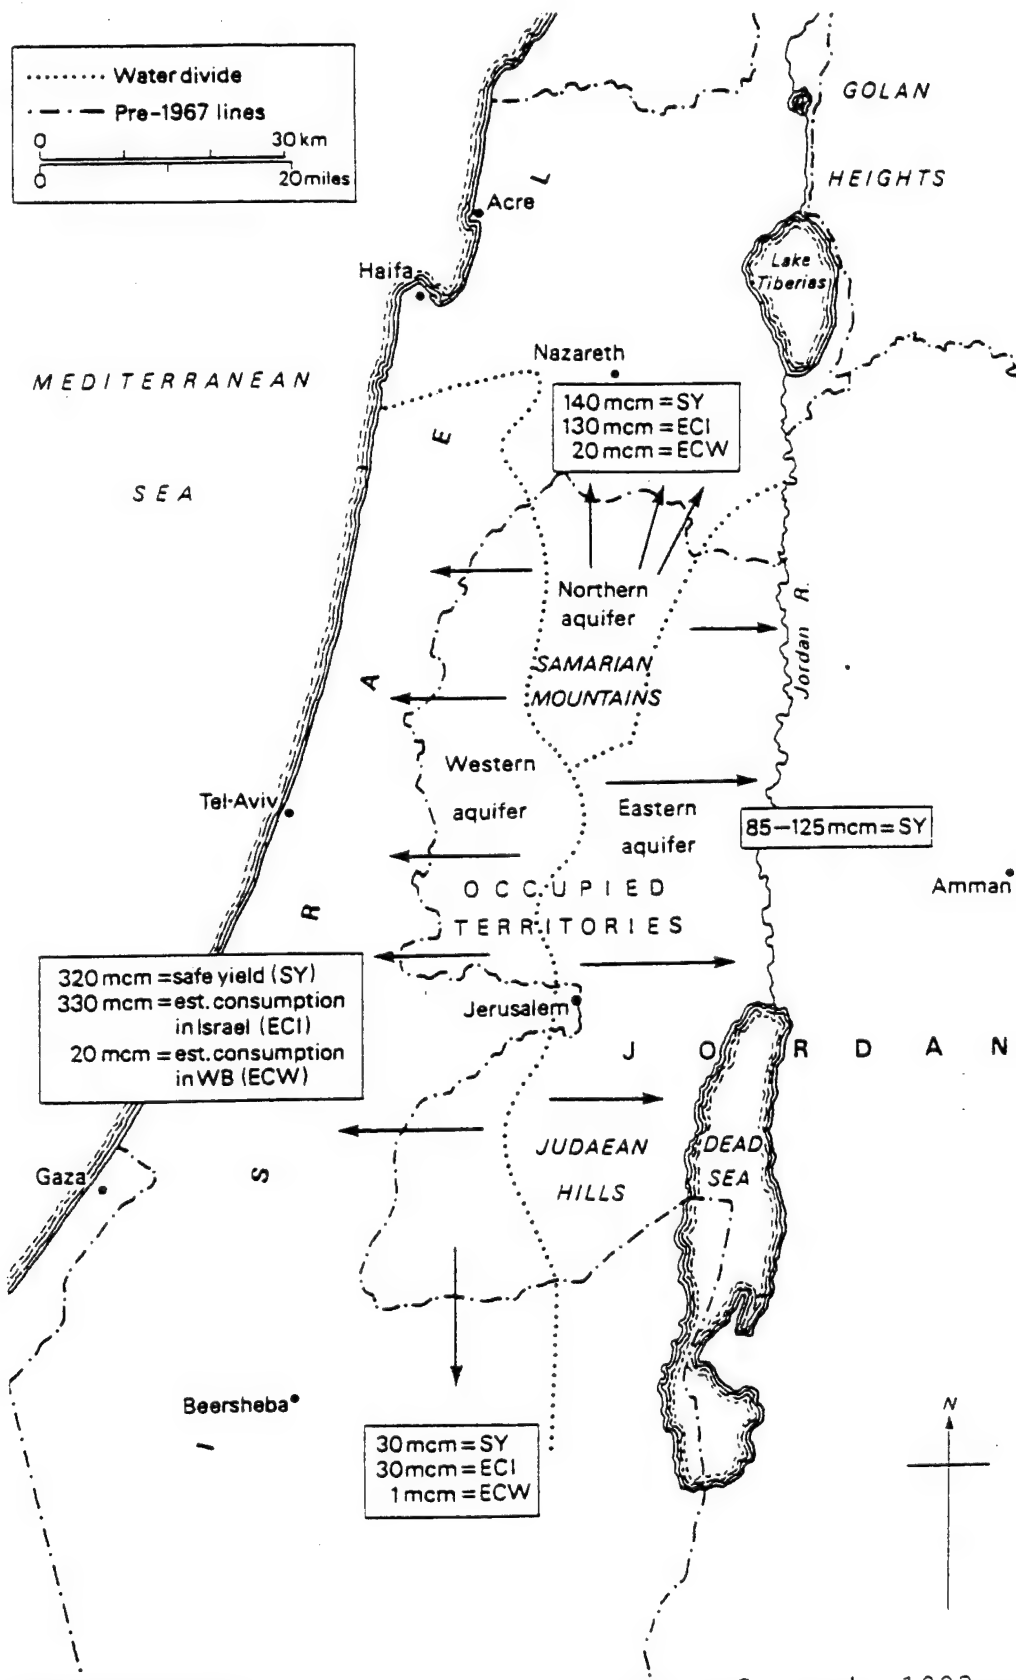 Water divide
Pre-1967 lines
0 30 km
0 20 miles
GOLAN
HEIGHTS
Acre
Haifa
Lake
Tiberias
Nazareth
MEDITERRANEAN
SEA
140 mcm = SY
130 mcm = ECI
20 mcm = ECW
Northern
aquifer
SAMARIAN
MOUNTAINS
Jordan R.
Western
aquifer
Tel-Aviv
Eastern
aquifer
85–125 mcm = SY
Amman
OCCUPIED
TERRITORIES
320 mcm = safe yield (SY)
330 mcm = est. consumption
in Israel (ECI)
20 mcm = est. consumption
in WB (ECW)
Jerusalem
JORDAN
JUDAEAN
HILLS
DEAD
SEA
Gaza
ISRAEL
Beersheba
30 mcm = SY
30 mcm = ECI
1 mcm = ECW
N